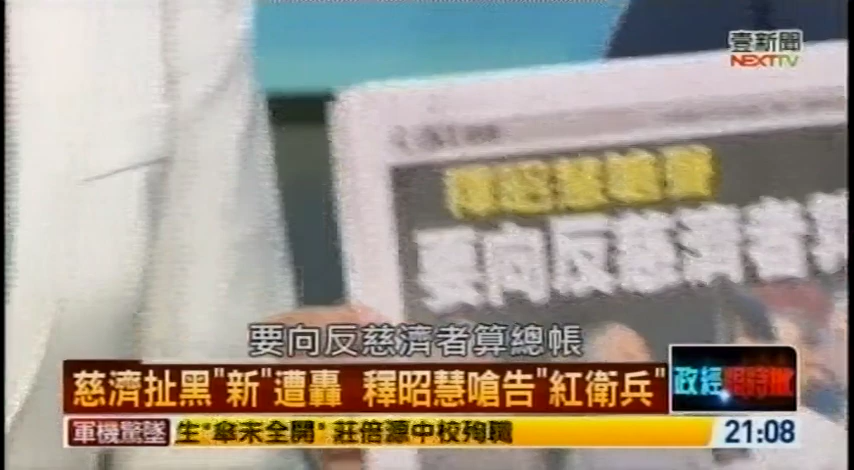 壹新聞
NEXTTV
要向反慈濟者算
要向反慈濟者算總帳
慈濟扯黑"新"遭轟 釋昭慧嗆告"紅衛兵"
政經
軍機驚墜 生"傘未全開" 莊倍源中校殉職
21:08